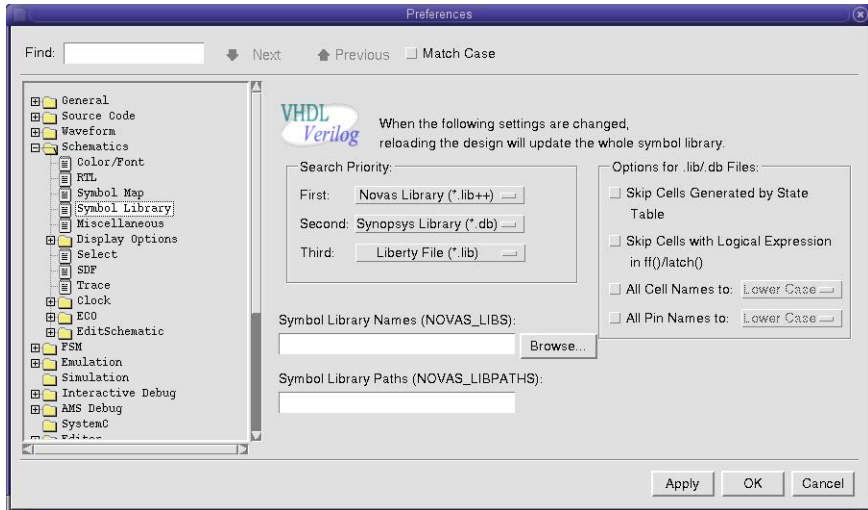 Preferences
Find:
Next
Previous
Match Case
General
Source Code
Waveform
Schematics
Color/Font
RTL
Symbol Map
Symbol Library
Miscellaneous
Display Options
Select
SDF
Trace
Clock
ECO
EditSchematic
FSM
Emulation
Simulation
Interactive Debug
AMS Debug
SystemC
Editor
VHDL
Verilog
When the following settings are changed,
reloading the design will update the whole symbol library.
Search Priority:
First: Novas Library (*.lib++)
Second: Synopsys Library (*.db)
Third: Liberty File (*.lib)
Symbol Library Names (NOVAS_LIBS):
Browse...
Symbol Library Paths (NOVAS_LIBPATHS):
Options for .lib/.db Files:
Skip Cells Generated by State
Table
Skip Cells with Logical Expression
in ff()/latch()
All Cell Names to: Lower Case
All Pin Names to: Lower Case
Apply
OK
Cancel